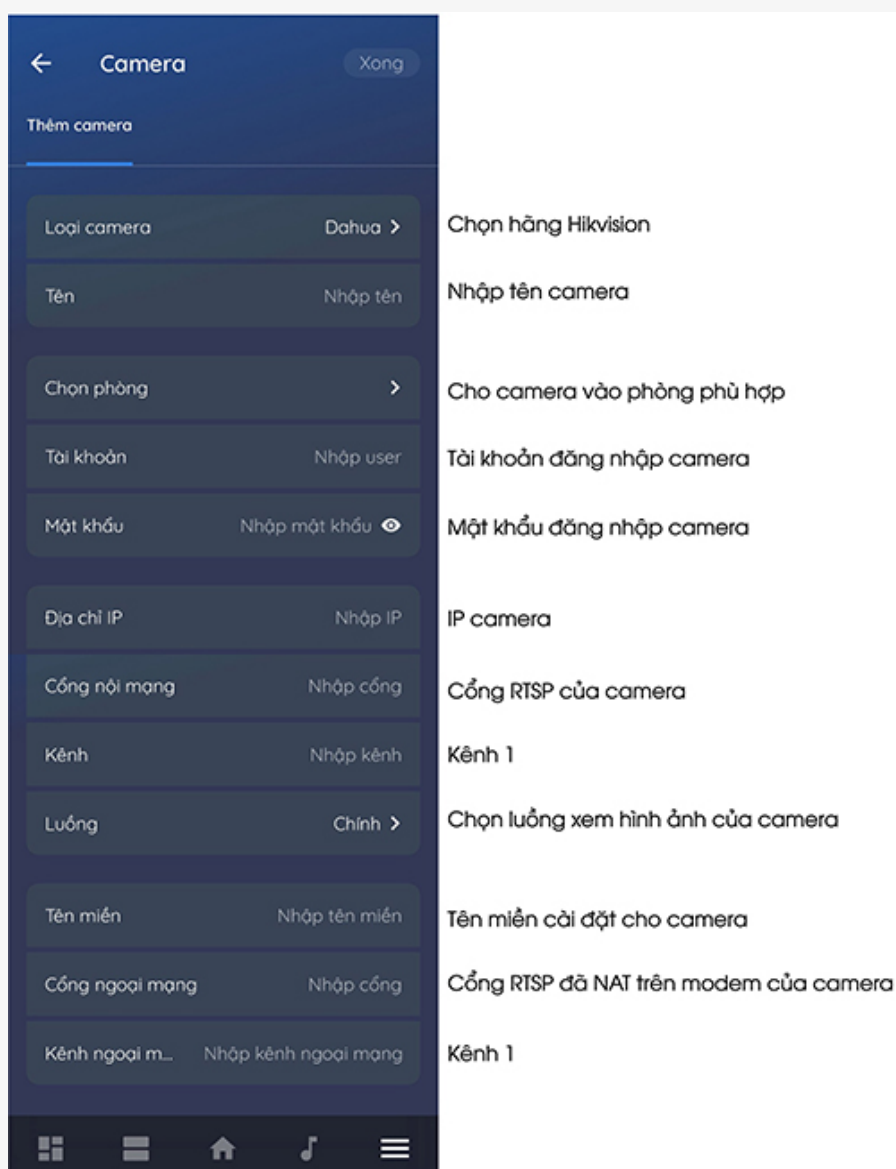 Camera Xong
Thêm camera
Loại camera Dahua Chọn hãng Hikvision
Tên Nhập tên Nhập tên camera
Chọn phòng Cho camera vào phòng phù hợp
Tài khoản Nhập user Tài khoản đăng nhập camera
Mật khẩu Nhập mật khẩu Mật khẩu đăng nhập camera
Địa chỉ IP Nhập IP IP camera
Cổng nội mạng Nhập cổng Cổng RTSP của camera
Kênh Nhập kênh Kênh 1
Luồng Chính Chọn luồng xem hình ảnh của camera
Tên miền Nhập tên miền Tên miền cài đặt cho camera
Cổng ngoại mạng Nhập cổng Cổng RTSP đã NAT trên modem của camera
Kênh ngoại m... Nhập kênh ngoại mạng Kênh 1